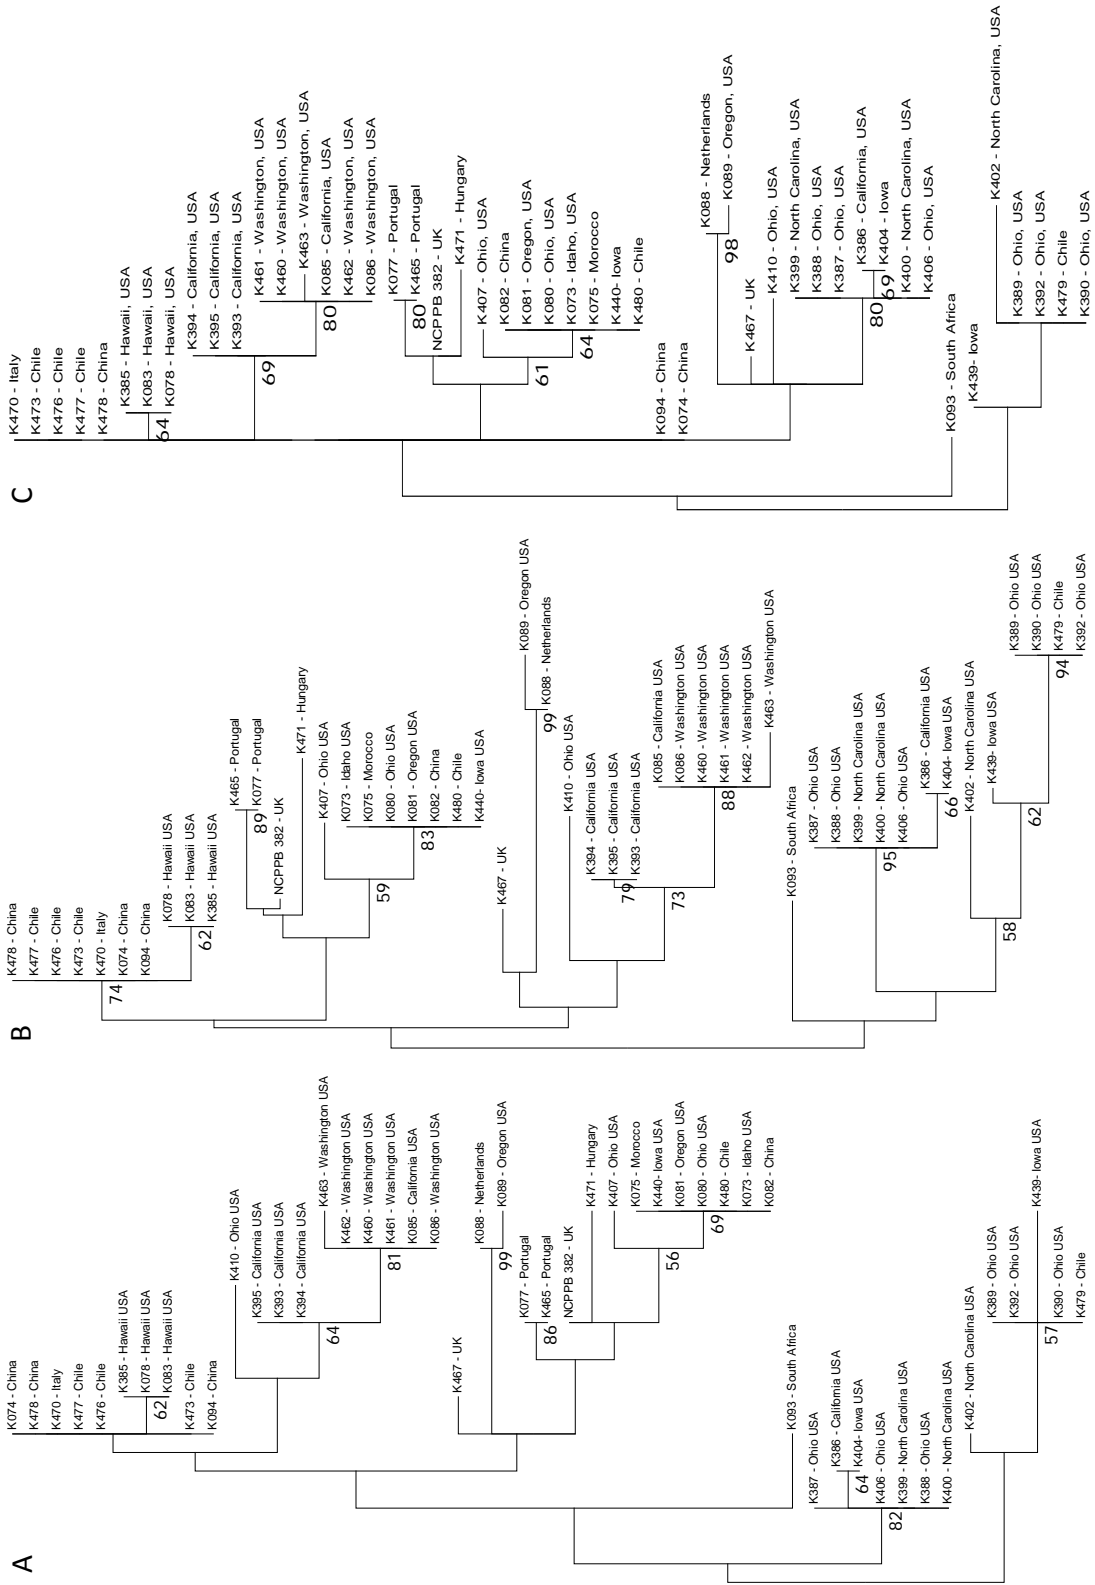 A
K074 - China
K478 - China
K470 - Italy
K477 - Chile
K476 - Chile
K385 - Hawaii USA
K078 - Hawaii USA
K083 - Hawaii USA
62
K473 - Chile
K094 - China
K410 - Ohio USA
K395 - California USA
K393 - California USA
K394 - California USA
64
K463 - Washington USA
K462 - Washington USA
K460 - Washington USA
K461 - Washington USA
K085 - California USA
K086 - Washington USA
81
K467 - UK
K088 - Netherlands
K089 - Oregon USA
99
K077 - Portugal
K465 - Portugal
86
NCPPB 382 - UK
K471 - Hungary
K407 - Ohio USA
56
K075 - Morocco
K440- Iowa USA
K081 - Oregon USA
K080 - Ohio USA
K480 - Chile
K073 - Idaho USA
K082 - China
69
K093 - South Africa
K387 - Ohio USA
K386 - California USA
K404- Iowa USA
64
K406 - Ohio USA
K399 - North Carolina USA
K388 - Ohio USA
K400 - North Carolina USA
82
K402 - North Carolina USA
K389 - Ohio USA
K392 - Ohio USA
K439- Iowa USA
K390 - Ohio USA
K479 - Chile
57
B
K478 - China
K477 - Chile
K476 - Chile
K473 - Chile
K470 - Italy
K074 - China
K094 - China
74
K078 - Hawaii USA
K083 - Hawaii USA
K385 - Hawaii USA
62
K465 - Portugal
K077 - Portugal
89
NCPPB 382 - UK
K471 - Hungary
K407 - Ohio USA
59
K073 - Idaho USA
K075 - Morocco
K080 - Ohio USA
K081 - Oregon USA
K082 - China
K480 - Chile
K440- Iowa USA
83
K467 - UK
K089 - Oregon USA
K088 - Netherlands
99
K410 - Ohio USA
K394 - California USA
K395 - California USA
K393 - California USA
79
73
K085 - California USA
K086 - Washington USA
K460 - Washington USA
K461 - Washington USA
K462 - Washington USA
K463 - Washington USA
88
K093 - South Africa
K387 - Ohio USA
K388 - Ohio USA
K399 - North Carolina USA
K400 - North Carolina USA
K406 - Ohio USA
95
K386 - California USA
K404- Iowa USA
66
K402 - North Carolina USA
58
K439- Iowa USA
62
K389 - Ohio USA
K390 - Ohio USA
K479 - Chile
K392 - Ohio USA
94
C
K470 - Italy
K473 - Chile
K476 - Chile
K477 - Chile
K478 - China
K385 - Hawaii, USA
K083 - Hawaii, USA
K078 - Hawaii, USA
64
K394 - California, USA
K395 - California, USA
K393 - California, USA
69
K461 - Washington, USA
K460 - Washington, USA
K463 - Washington, USA
K085 - California, USA
K462 - Washington, USA
K086 - Washington, USA
80
K077 - Portugal
K465 - Portugal
80
NCPPB 382 - UK
K471 - Hungary
K407 - Ohio, USA
61
K082 - China
K081 - Oregon, USA
K080 - Ohio, USA
K073 - Idaho, USA
K075 - Morocco
K440- Iowa
K480 - Chile
64
K094 - China
K074 - China
K088 - Netherlands
K089 - Oregon, USA
98
K467 - UK
K410 - Ohio, USA
K399 - North Carolina, USA
K388 - Ohio, USA
K387 - Ohio, USA
K386 - California, USA
K404 - Iowa
69
K400 - North Carolina, USA
K406 - Ohio, USA
80
K093 - South Africa
K439- Iowa
K402 - North Carolina, USA
K389 - Ohio, USA
K392 - Ohio, USA
K479 - Chile
K390 - Ohio, USA